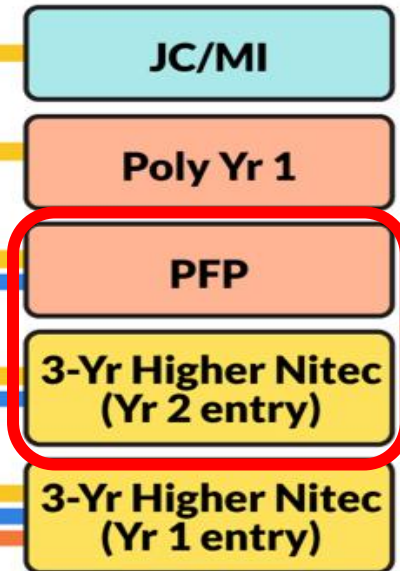 JC/MI
Poly Yr 1
PFP
3-Yr Higher Nitec
(Yr 2 entry)
3-Yr Higher Nitec
(Yr 1 entry)